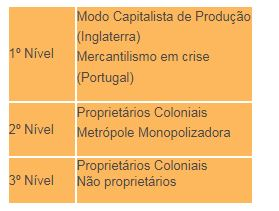 1º Nível
Modo Capitalista de Produção
(Inglaterra)
Mercantilismo em crise
(Portugal)
2º Nível
Proprietários Coloniais
Metrópole Monopolizadora
3º Nível
Proprietários Coloniais
Não proprietários